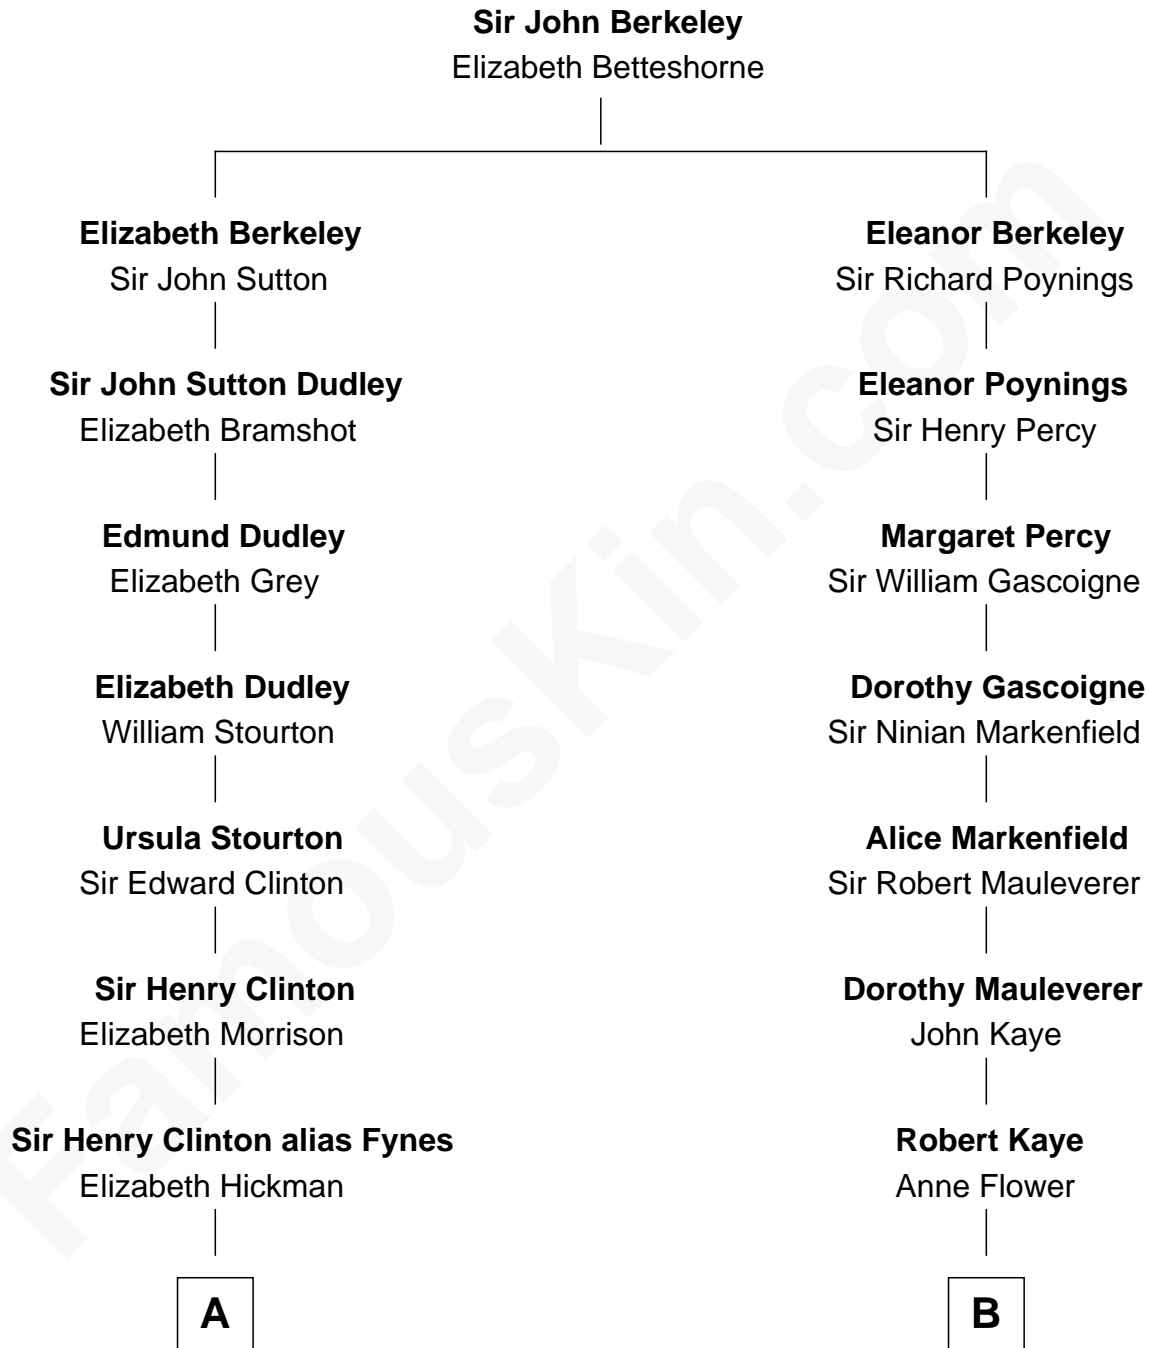 Sir John Berkeley
Elizabeth Betteshorne
Elizabeth Berkeley
Sir John Sutton
Eleanor Berkeley
Sir Richard Poynings
Sir John Sutton Dudley
Elizabeth Bramshot
Eleanor Poynings
Sir Henry Percy
Edmund Dudley
Elizabeth Grey
Margaret Percy
Sir William Gascoigne
Elizabeth Dudley
William Stourton
Dorothy Gascoigne
Sir Ninian Markenfield
Ursula Stourton
Sir Edward Clinton
Alice Markenfield
Sir Robert Mauleverer
Sir Henry Clinton
Elizabeth Morrison
Dorothy Mauleverer
John Kaye
Sir Henry Clinton alias Fynes
Elizabeth Hickman
Robert Kaye
Anne Flower
A
B
FamousKin.com